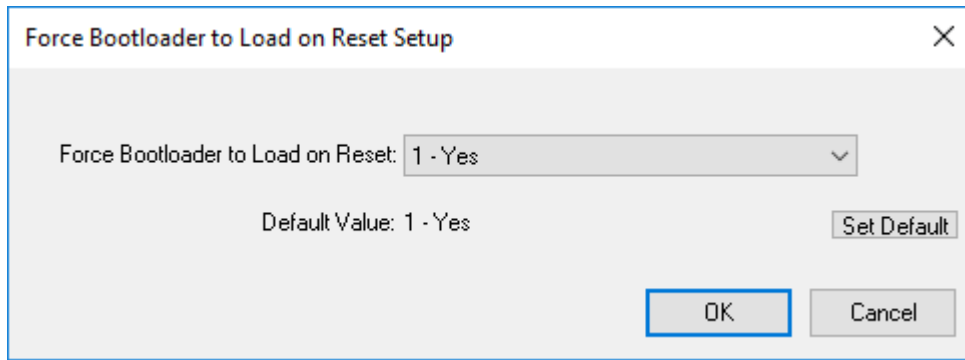 Force Bootloader to Load on Reset Setup
Force Bootloader to Load on Reset: 1 - Yes
Default Value: 1 - Yes Set Default
OK Cancel